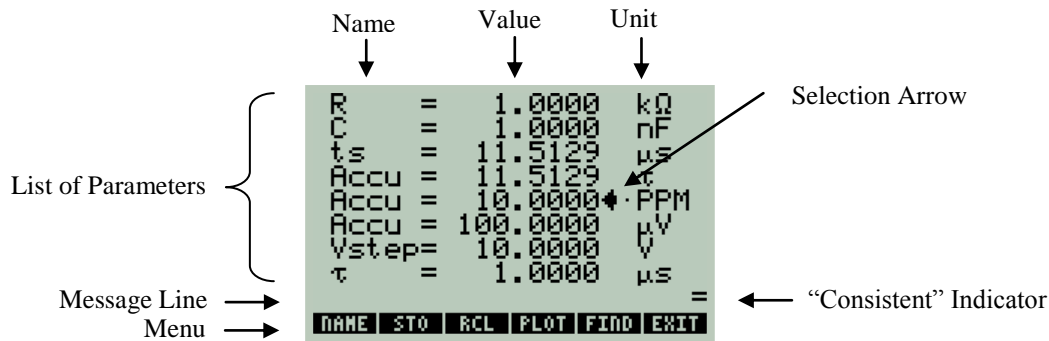 Name Value Unit
Selection Arrow
List of Parameters
R = 1.0000 kΩ
C = 1.0000 nF
ts = 11.5129 μs
Accu = 11.5129 τ
Accu = 10.0000 PPM
Accu = 100.0000 μV
Vstep= 10.0000 V
τ = 1.0000 μs
Message Line
= “Consistent” Indicator
Menu
NAME STO RCL PLOT FIND EXIT